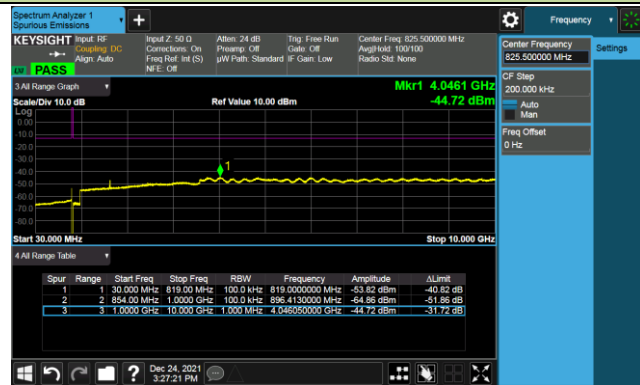 Spectrum Analyzer 1
Spurious Emissions
Frequency
KEYSIGHT
Input: RF
Coupling: DC
Align: Auto
Input Z: 50 Ω
Corrections: On
Freq Ref: Int (S)
NFE: Off
Atten: 24 dB
Preamp: Off
µW Path: Standard
Trig: Free Run
Gate: Off
IF Gain: Low
Center Freq: 825.500000 MHz
Avg|Hold: 100/100
Radio Std: None
PASS
Center Frequency
825.500000 MHz
Settings
CF Step
200.000 kHz
Auto
Man
Freq Offset
0 Hz
3 All Range Graph
Mkr1 4.0461 GHz
Scale/Div 10.0 dB
Ref Value 10.00 dBm
-44.72 dBm
Log
0.00
-10.0
-20.0
-30.0
-40.0
-50.0
-60.0
-70.0
-80.0
1
Start 30.000 MHz
Stop 10.000 GHz
4 All Range Table
Spur Range Start Freq Stop Freq RBW Frequency Amplitude ΔLimit
1 1 30.000 MHz 819.00 MHz 100.0 kHz 819.0000000 MHz -53.82 dBm -40.82 dB
2 2 854.00 MHz 1.0000 GHz 100.0 kHz 896.4130000 MHz -64.86 dBm -51.86 dB
3 3 1.0000 GHz 10.000 GHz 1.000 MHz 4.046050000 GHz -44.72 dBm -31.72 dB
Dec 24, 2021
3:27:21 PM